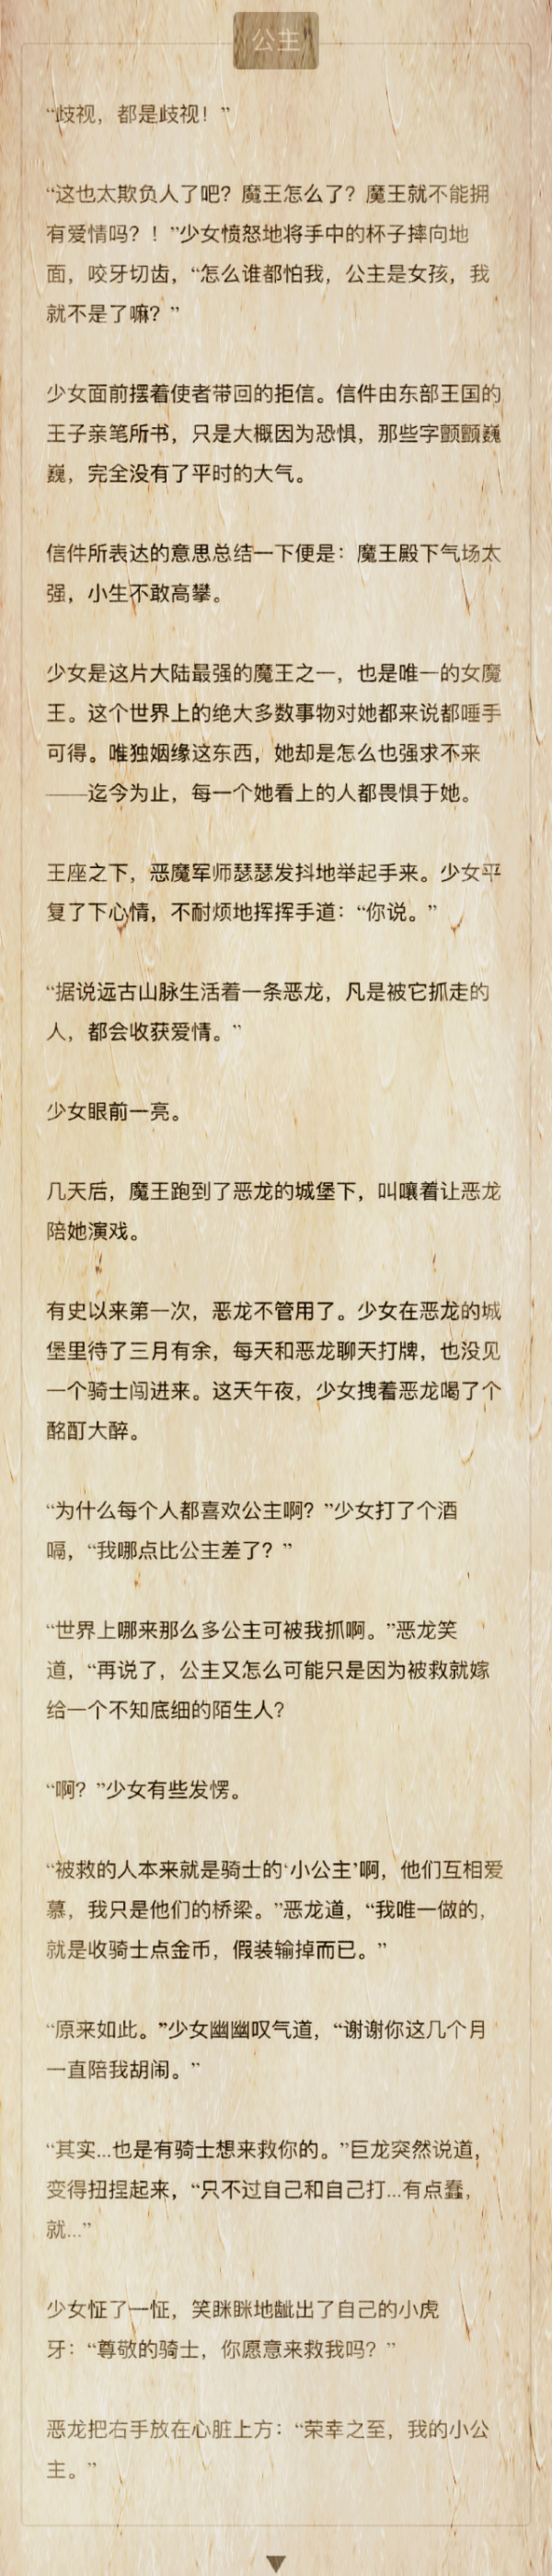 公主
“歧视，都是歧视！”
“这也太欺负人了吧？魔王怎么了？魔王就不能拥
有爱情吗？！”少女愤怒地将手中的杯子摔向地
面，咬牙切齿，“怎么谁都怕我，公主是女孩，我
就不是了嘛？”
少女面前摆着使者带回的拒信。信件由东部王国的
王子亲笔所书，只是大概因为恐惧，那些字颤颤巍
巍，完全没有了平时的大气。
信件所表达的意思总结一下便是：魔王殿下气场太
强，小生不敢高攀。
少女是这片大陆最强的魔王之一，也是唯一的女魔
王。这个世界上的绝大多数事物对她都来说都唾手
可得。唯独姻缘这东西，她却是怎么也强求不来
——迄今为止，每一个她看上的人都畏惧于她。
王座之下，恶魔军师瑟瑟发抖地举起手来。少女平
复了下心情，不耐烦地挥挥手道：“你说。”
“据说远古山脉生活着一条恶龙，凡是被它抓走的
人，都会收获爱情。”
少女眼前一亮。
几天后，魔王跑到了恶龙的城堡下，叫嚷着让恶龙
陪她演戏。
有史以来第一次，恶龙不管用了。少女在恶龙的城
堡里待了三月有余，每天和恶龙聊天打牌，也没见
一个骑士闯进来。这天午夜，少女拽着恶龙喝了个
酩酊大醉。
“为什么每个人都喜欢公主啊？”少女打了个酒
嗝，“我哪点比公主差了？”
“世界上哪来那么多公主可被我抓啊。”恶龙笑
道，“再说了，公主又怎么可能只是因为被救就嫁
给一个不知底细的陌生人？
“啊？”少女有些发愣。
“被救的人本来就是骑士的‘小公主’啊，他们互相爱
慕，我只是他们的桥梁。”恶龙道，“我唯一做的，
就是收骑士点金币，假装输掉而已。”
“原来如此。”少女幽幽叹气道，“谢谢你这几个月
一直陪我胡闹。”
“其实...也是有骑士想来救你的。”巨龙突然说道，
变得扭捏起来，“只不过自己和自己打...有点蠢，
就...”
少女怔了一怔，笑眯眯地龇出了自己的小虎
牙：“尊敬的骑士，你愿意来救我吗？”
恶龙把右手放在心脏上方：“荣幸之至，我的小公
主。”